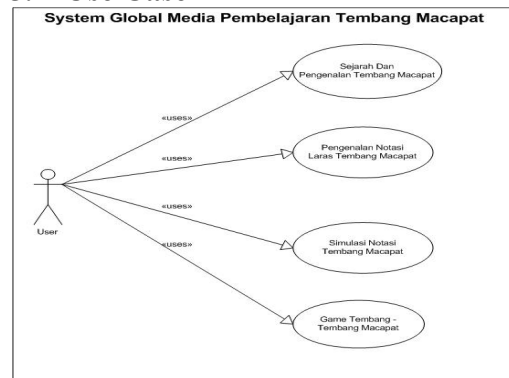 System Global Media Pembelajaran Tembang Macapat
Sejarah Dan
Pengenalan Tembang Macapat
«uses»
Pengenalan Notasi
Laras Tembang Macapat
«uses»
User
«uses»
Simulasi Notasi
Tembang Macapat
«uses»
Game Tembang -
Tembang Macapat